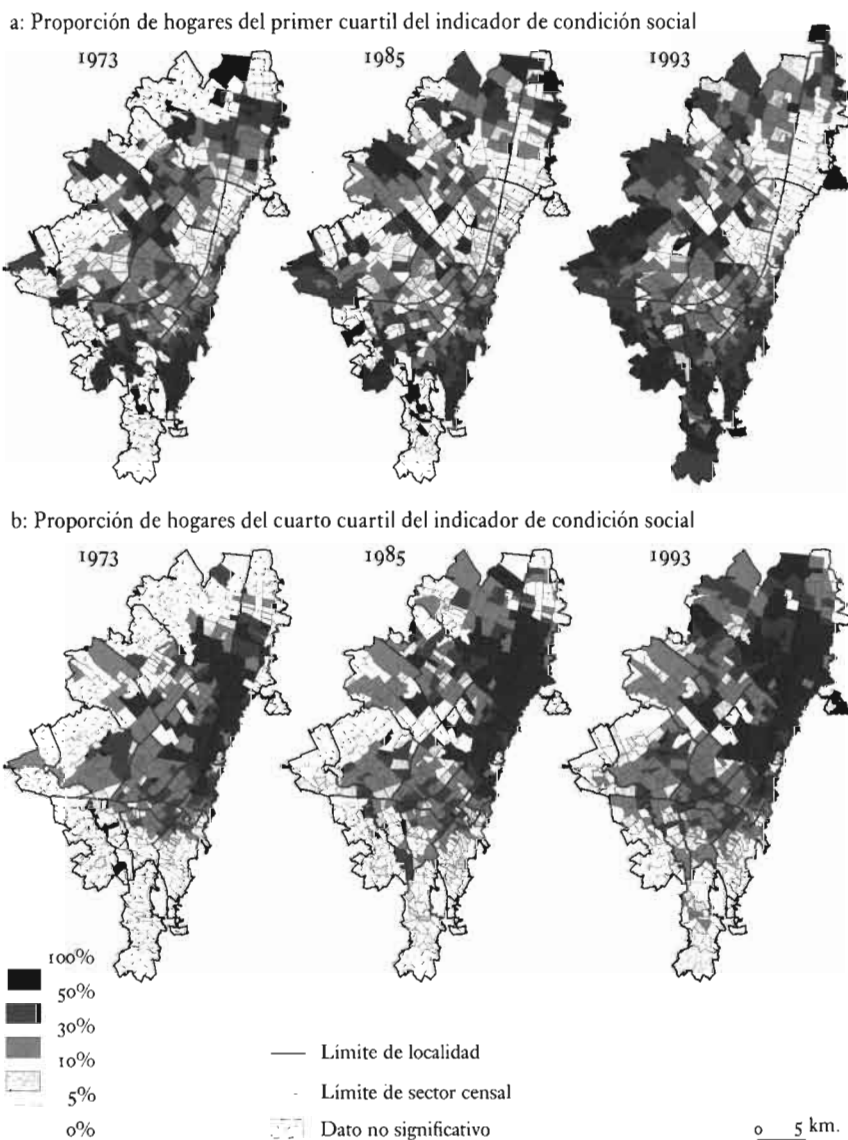 a: Proporción de hogares del primer cuartil del indicador de condición social
1973 1985 1993
b: Proporción de hogares del cuarto cuartil del indicador de condición social
1973 1985 1993
100%
50%
30%
10%
5%
0%
Límite de localidad
Límite de sector censal
Dato no significativo
0 5 km.